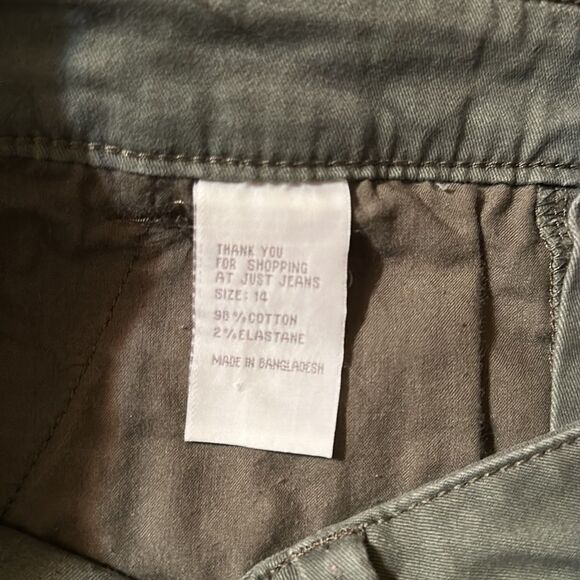 THANK YOU
FOR SHOPPING
AT JUST JEANS
SIZE: 14
98%COTTON
2%ELASTANE
MADE IN BANGLADESH